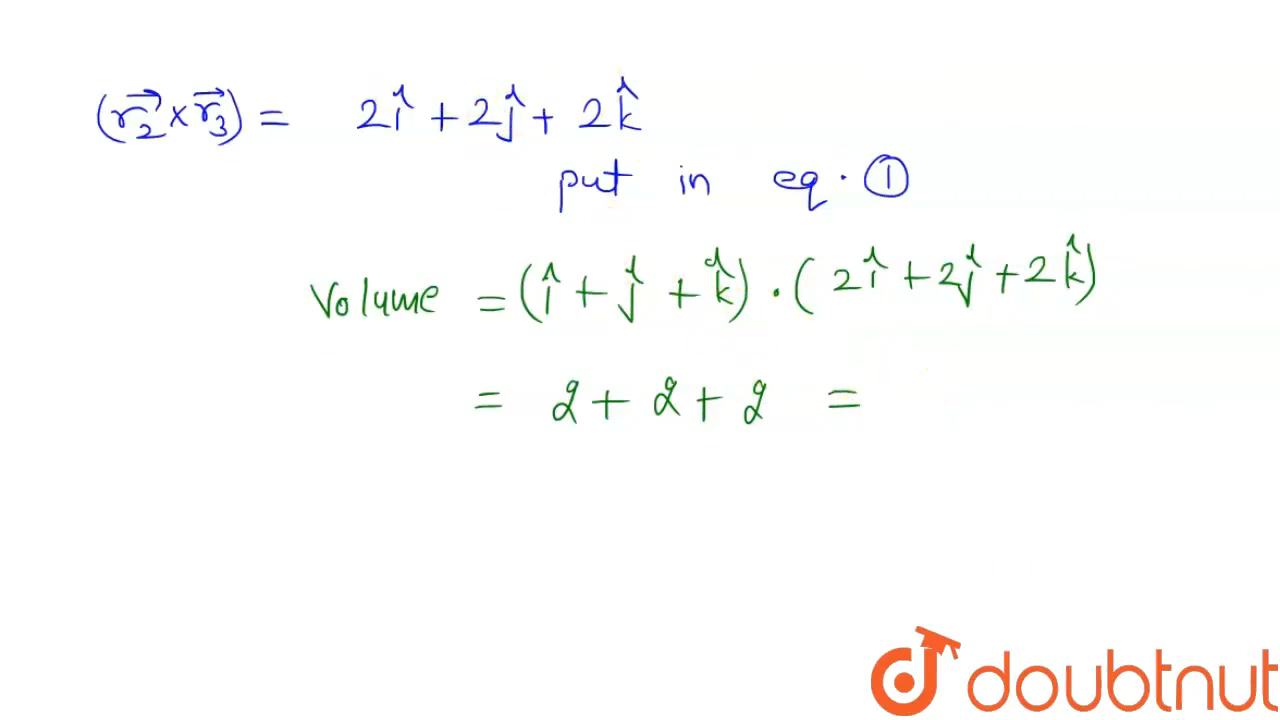 (r₂⃗ × r₃⃗) = 2î + 2ĵ + 2k̂
put in eq. ①
Volume = (î + ĵ + k̂) · (2î + 2ĵ + 2k̂)
= 2 + 2 + 2 =
doubtnut